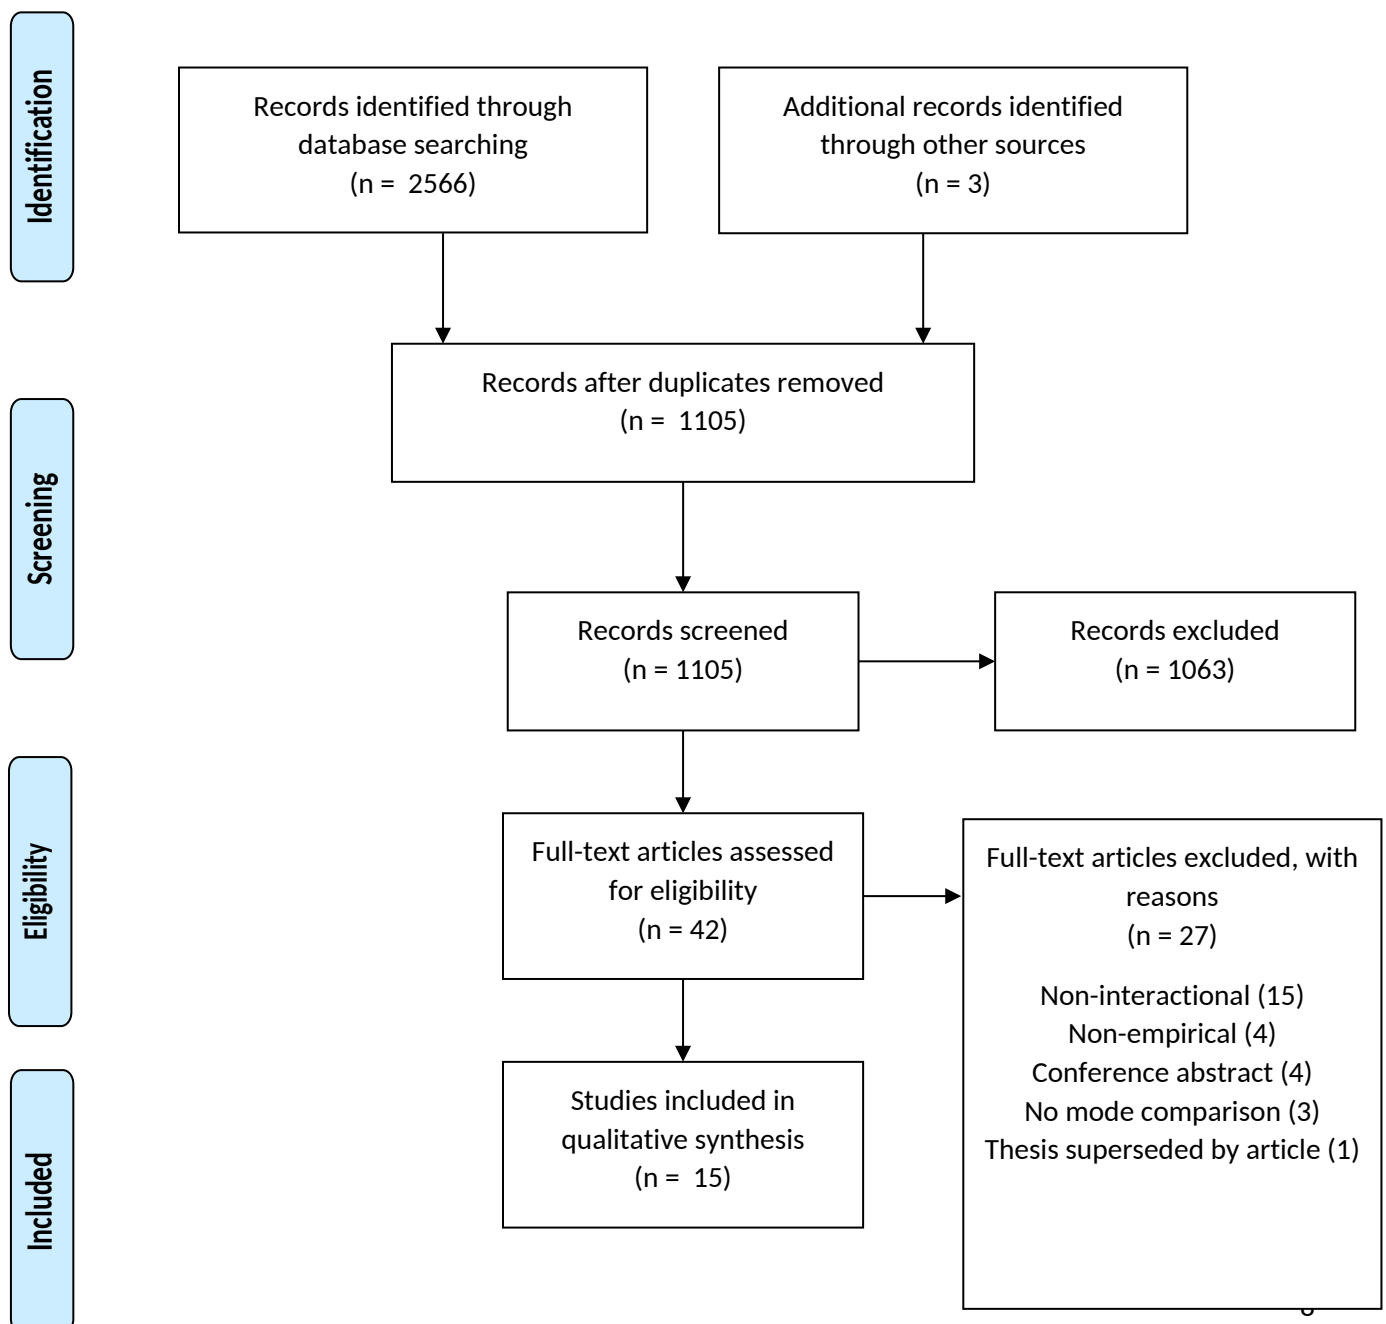 Identification
Records identified through
database searching
(n =  2566)
Additional records identified
through other sources
(n = 3)
Records after duplicates removed
(n =  1105)
Screening
Records screened
(n = 1105)
Records excluded
(n = 1063)
Eligibility
Full-text articles assessed
for eligibility
(n = 42)
Full-text articles excluded, with
reasons
(n = 27)
Non-interactional (15)
Non-empirical (4)
Conference abstract (4)
No mode comparison (3)
Thesis superseded by article (1)
Included
Studies included in
qualitative synthesis
(n =  15)